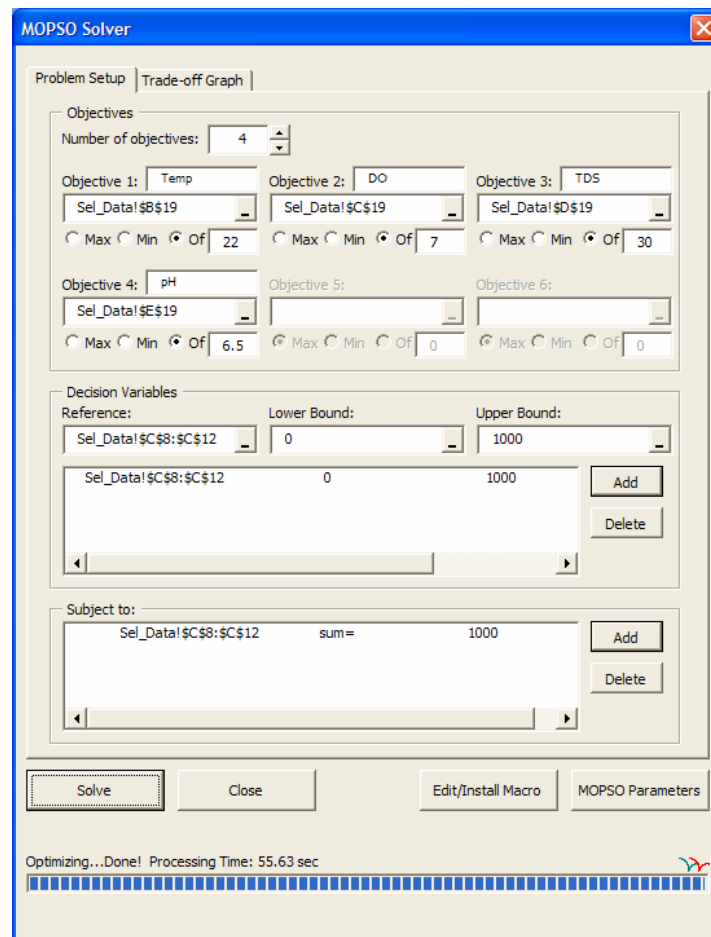 MOPSO Solver
Problem Setup Trade-off Graph
Objectives
Number of objectives: 4
Objective 1: Temp Objective 2: DO Objective 3: TDS
Sel_Data!$B$19 _ Sel_Data!$C$19 _ Sel_Data!$D$19 _
Max Min Of 22 Max Min Of 7 Max Min Of 30
Objective 4: pH Objective 5: Objective 6:
Sel_Data!$E$19 _ _ _
Max Min Of 6.5 Max Min Of 0 Max Min Of 0
Decision Variables
Reference: Lower Bound: Upper Bound:
Sel_Data!$C$8:$C$12 _ 0 _ 1000 _
Sel_Data!$C$8:$C$12 0 1000 Add
Delete
Subject to:
Sel_Data!$C$8:$C$12 sum= 1000 Add
Delete
Solve Close Edit/Install Macro MOPSO Parameters
Optimizing...Done! Processing Time: 55.63 sec